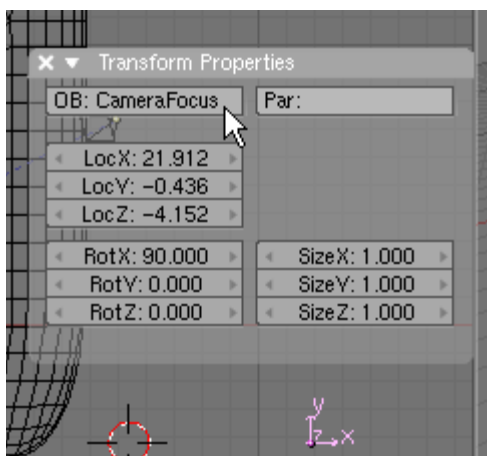 Transform Properties
OB: CameraFocus Par:
LocX: 21.912
LocY: -0.436
LocZ: -4.152
RotX: 90.000 SizeX: 1.000
RotY: 0.000 SizeY: 1.000
RotZ: 0.000 SizeZ: 1.000
y
z x